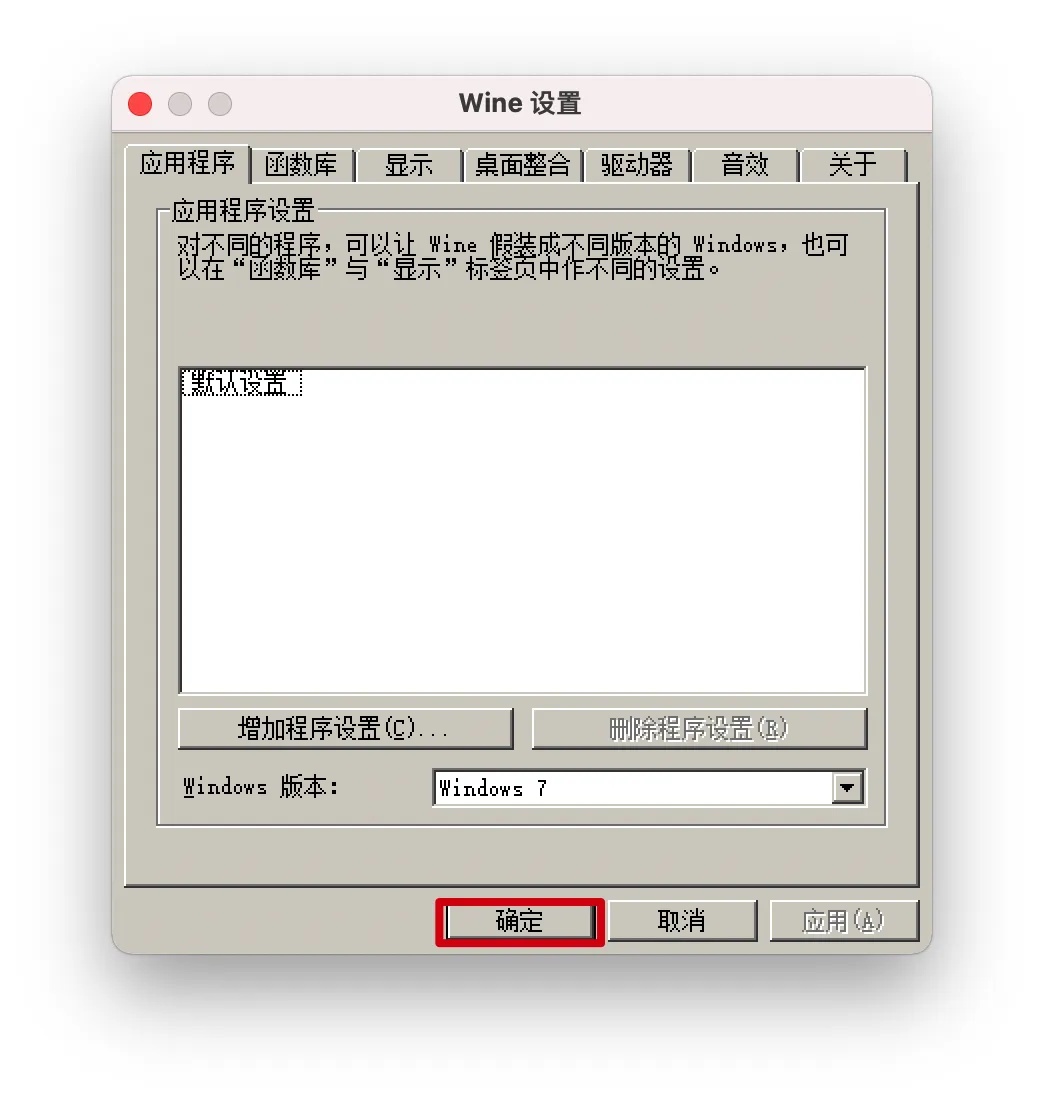 Wine 设置
应用程序 函数库 显示 桌面整合 驱动器 音效 关于
应用程序设置
对不同的程序，可以让 Wine 假装成不同版本的 Windows，也可
以在“函数库”与“显示”标签页中作不同的设置。
默认设置
增加程序设置(C)... 删除程序设置(R)
Windows 版本： Windows 7
确定 取消 应用(A)